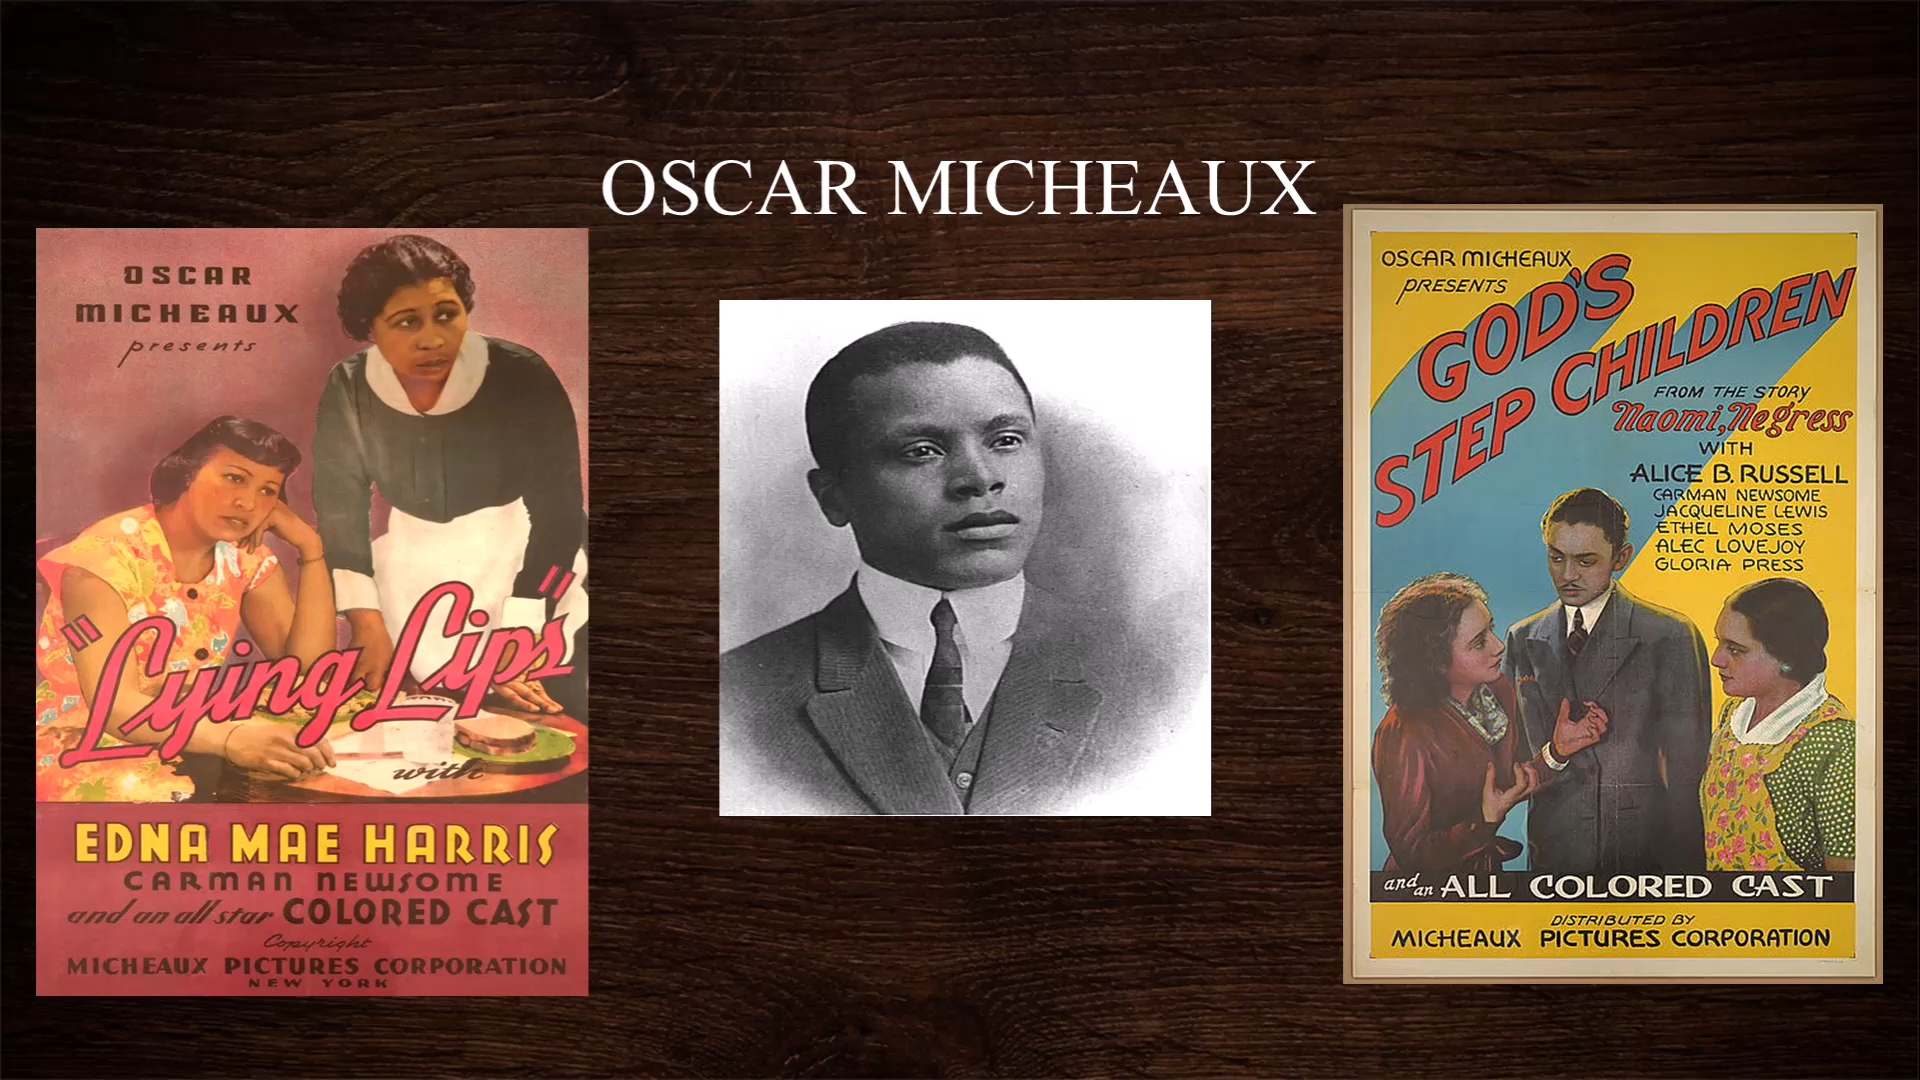 OSCAR MICHEAUX
OSCAR
MICHEAUX
presents
"Lying Lips"
with
EDNA MAE HARRIS
CARMAN NEWSOME
and an all star COLORED CAST
Copyright
MICHEAUX PICTURES CORPORATION
NEW YORK
OSCAR MICHEAUX
PRESENTS
GOD'S
STEP CHILDREN
FROM THE STORY
Naomi, Negress
WITH
ALICE B. RUSSELL
CARMAN NEWSOME
JACQUELINE LEWIS
ETHEL MOSES
ALEC LOVEJOY
GLORIA PRESS
and an ALL COLORED CAST
DISTRIBUTED BY
MICHEAUX PICTURES CORPORATION